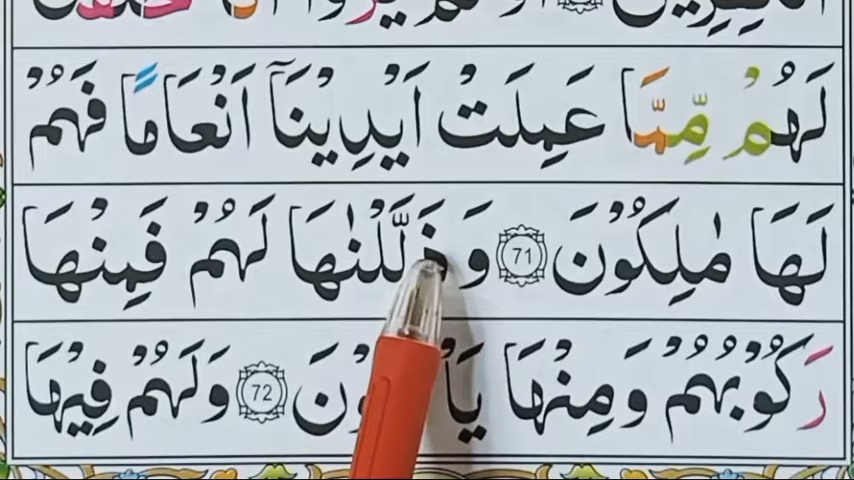 لَهُمْ مِّمَّا عَمِلَتْ اَيْدِيْنَاۤ اَنْعَامًا فَهُمْ
لَهَا مٰلِكُوْنَ 71 وَذَلَّلْنٰهَا لَهُمْ فَمِنْهَا
رَكُوْبُهُمْ وَمِنْهَا 72 وَلَهُمْ فِيْهَا